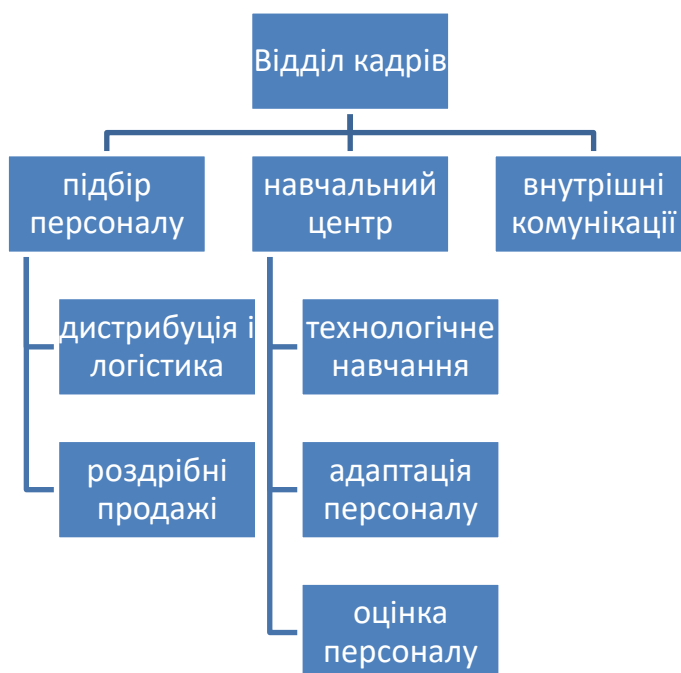 Відділ кадрів
підбір
персоналу
навчальний
центр
внутрішні
комунікації
дистрибуція і
логістика
роздрібні
продажі
технологічне
навчання
адаптація
персоналу
оцінка
персоналу